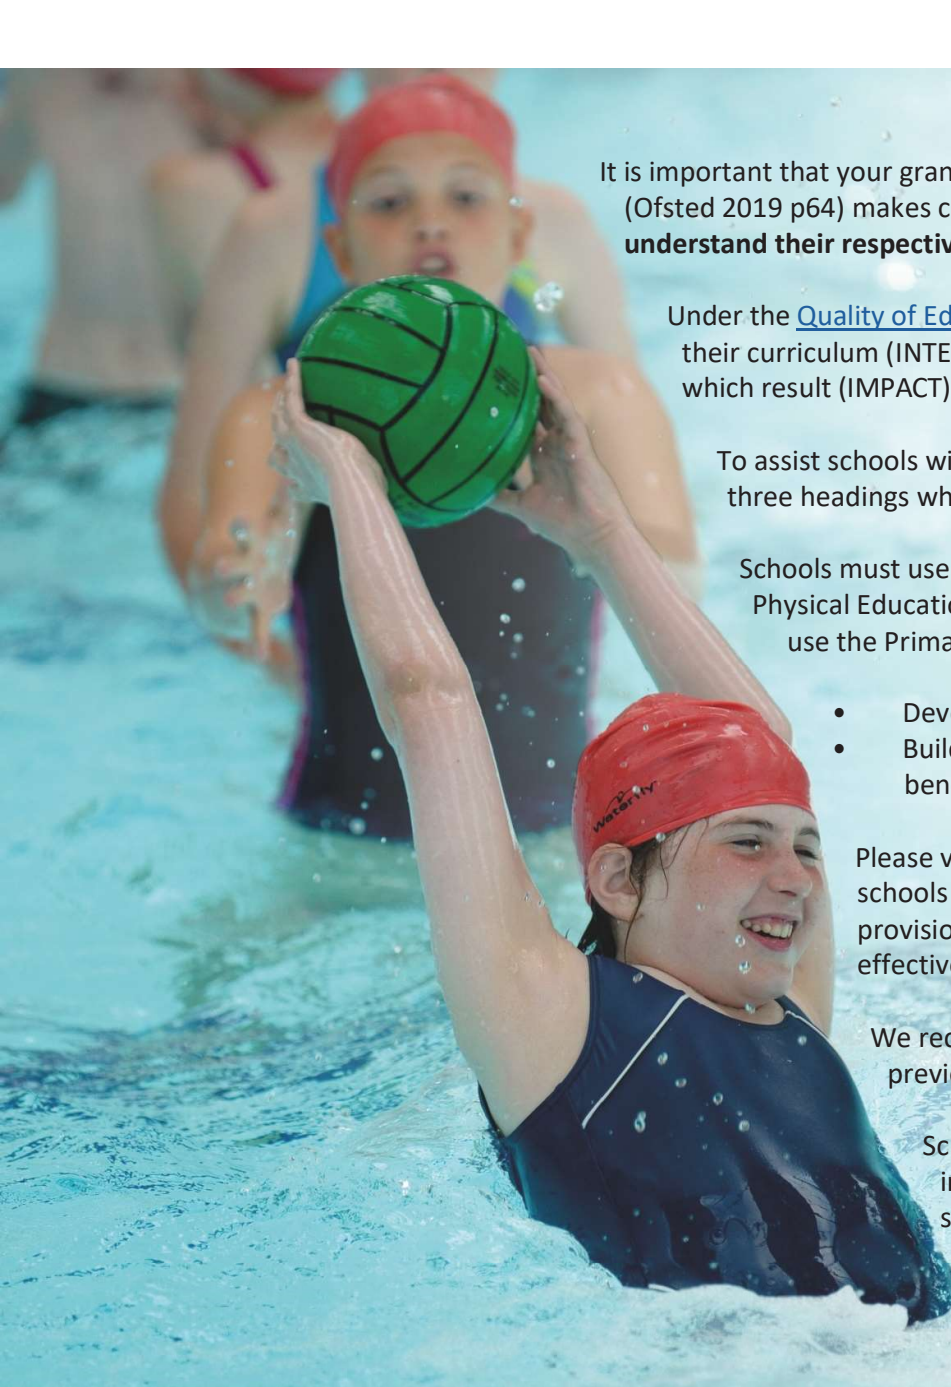 It is important that your gran
(Ofsted 2019 p64) makes c
understand their respectiv
Under the Quality of Ed
their curriculum (INTE
which result (IMPACT)
To assist schools wi
three headings wh
Schools must use
Physical Educatio
use the Prima
• Dev
• Buil
ben
Please v
schools
provisio
effectiv
We rec
previ
Sc
i
s
Waterfly